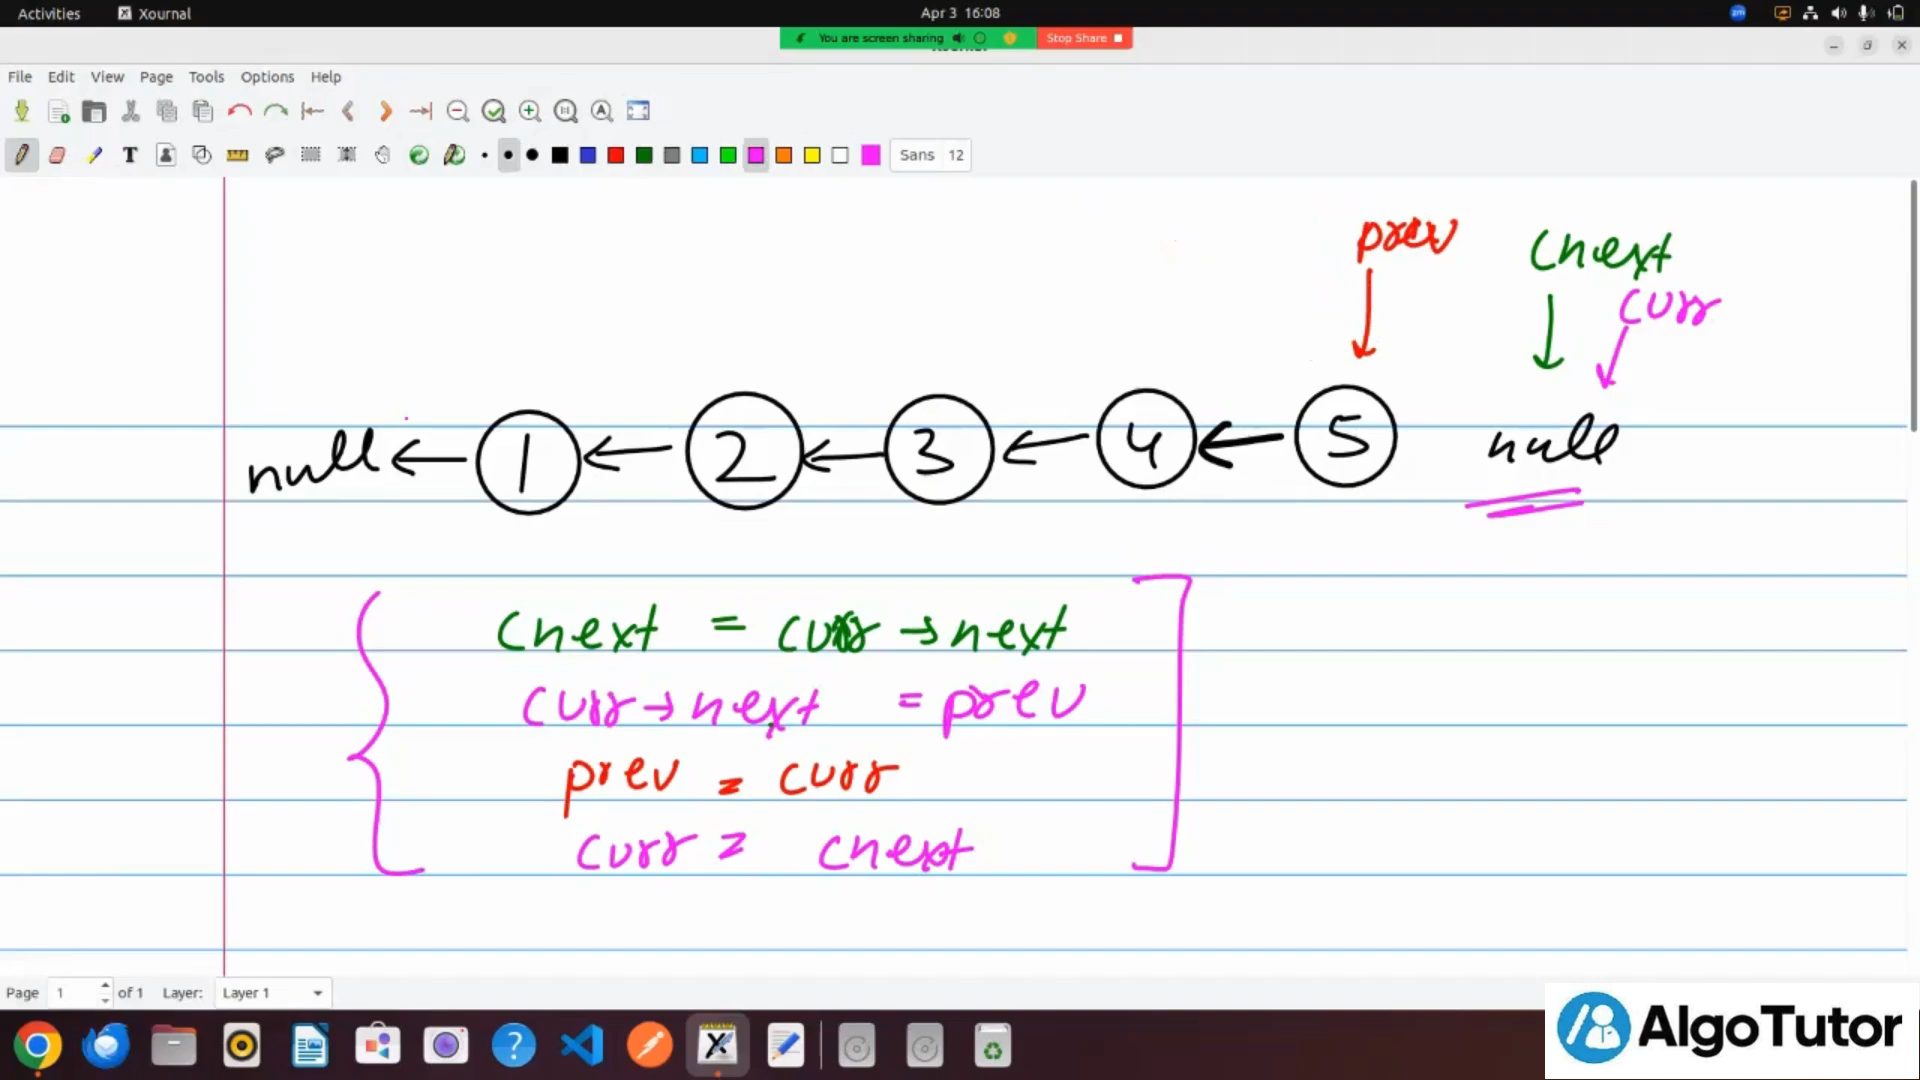 Activities Xournal Apr 3 16:08 zm
You are screen sharing Stop Share
File Edit View Page Tools Options Help
Sans 12
prev cnext
curr
null ← 1 ← 2 ← 3 ← 4 ← 5 null
cnext = curr → next
curr → next = prev
prev = curr
curr = cnext
Page 1 of 1 Layer: Layer 1
AlgoTutor